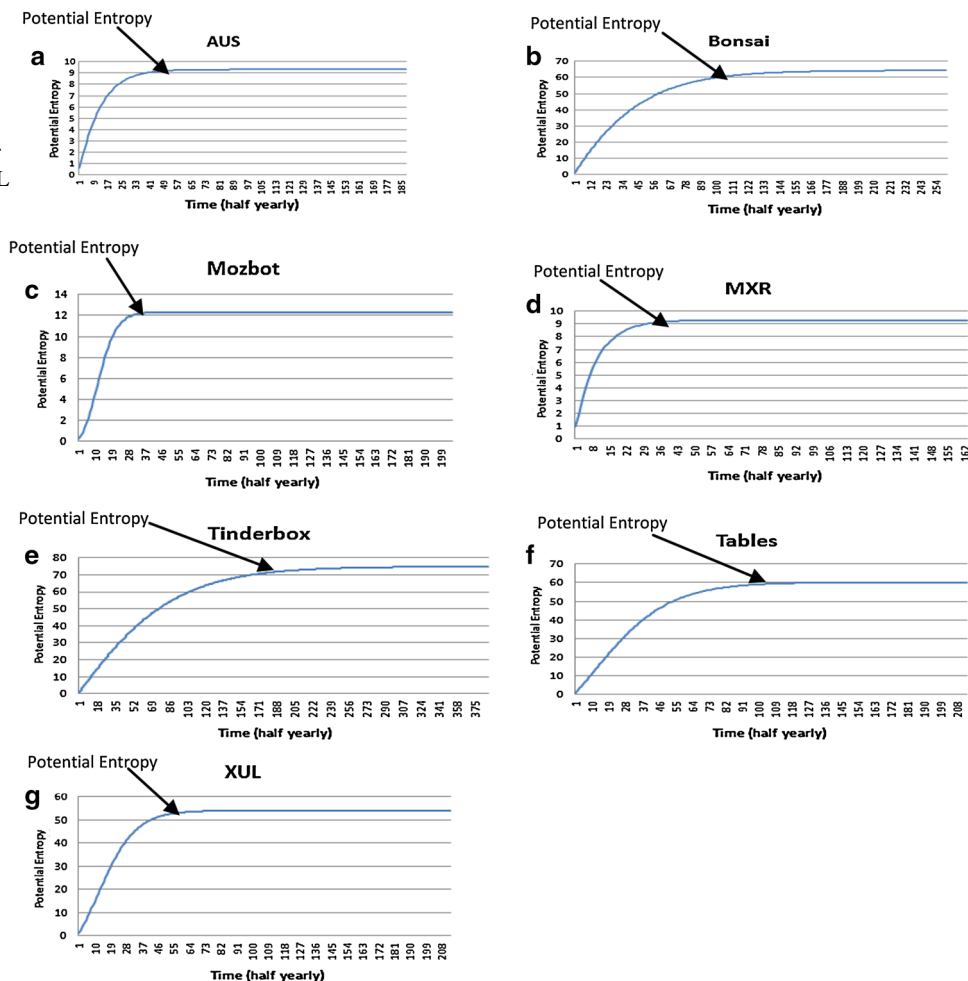 Potential Entropy
a
AUS
Potential Entropy
10
9
8
7
6
5
4
3
2
1
0
1 9 17 25 33 41 49 57 65 73 81 89 97 105 113 121 129 137 145 153 161 169 177 185
Time (half yearly)
L
Potential Entropy
b
Bonsai
Potential Entropy
70
60
50
40
30
20
10
0
1 12 23 34 45 56 67 78 89 100 111 122 133 144 155 166 177 188 199 210 221 232 243 254
Time (half yearly)
Potential Entropy
c
Mozbot
Potential Entropy
14
12
10
8
6
4
2
0
1 10 19 28 37 46 55 64 73 82 91 100 109 118 127 136 145 154 163 172 181 190 199
Time (half yearly)
Potential Entropy
d
MXR
Potential Entropy
10
9
8
7
6
5
4
3
2
1
0
1 8 15 22 29 36 43 50 57 64 71 78 85 92 99 106 113 120 127 134 141 148 155 162
Time (half yearly)
Potential Entropy
e
Tinderbox
Potential Entropy
80
70
60
50
40
30
20
10
0
1 18 35 52 69 86 103 120 137 154 171 188 205 222 239 256 273 290 307 324 341 358 375
Time (half yearly)
Potential Entropy
f
Tables
Potential Entropy
70
60
50
40
30
20
10
0
1 10 19 28 37 46 55 64 73 82 91 100 109 118 127 136 145 154 163 172 181 190 199 208
Time (half yearly)
Potential Entropy
g
XUL
Potential Entropy
60
50
40
30
20
10
0
1 10 19 28 37 46 55 64 73 82 91 100 109 118 127 136 145 154 163 172 181 190 199 208
Time (half yearly)